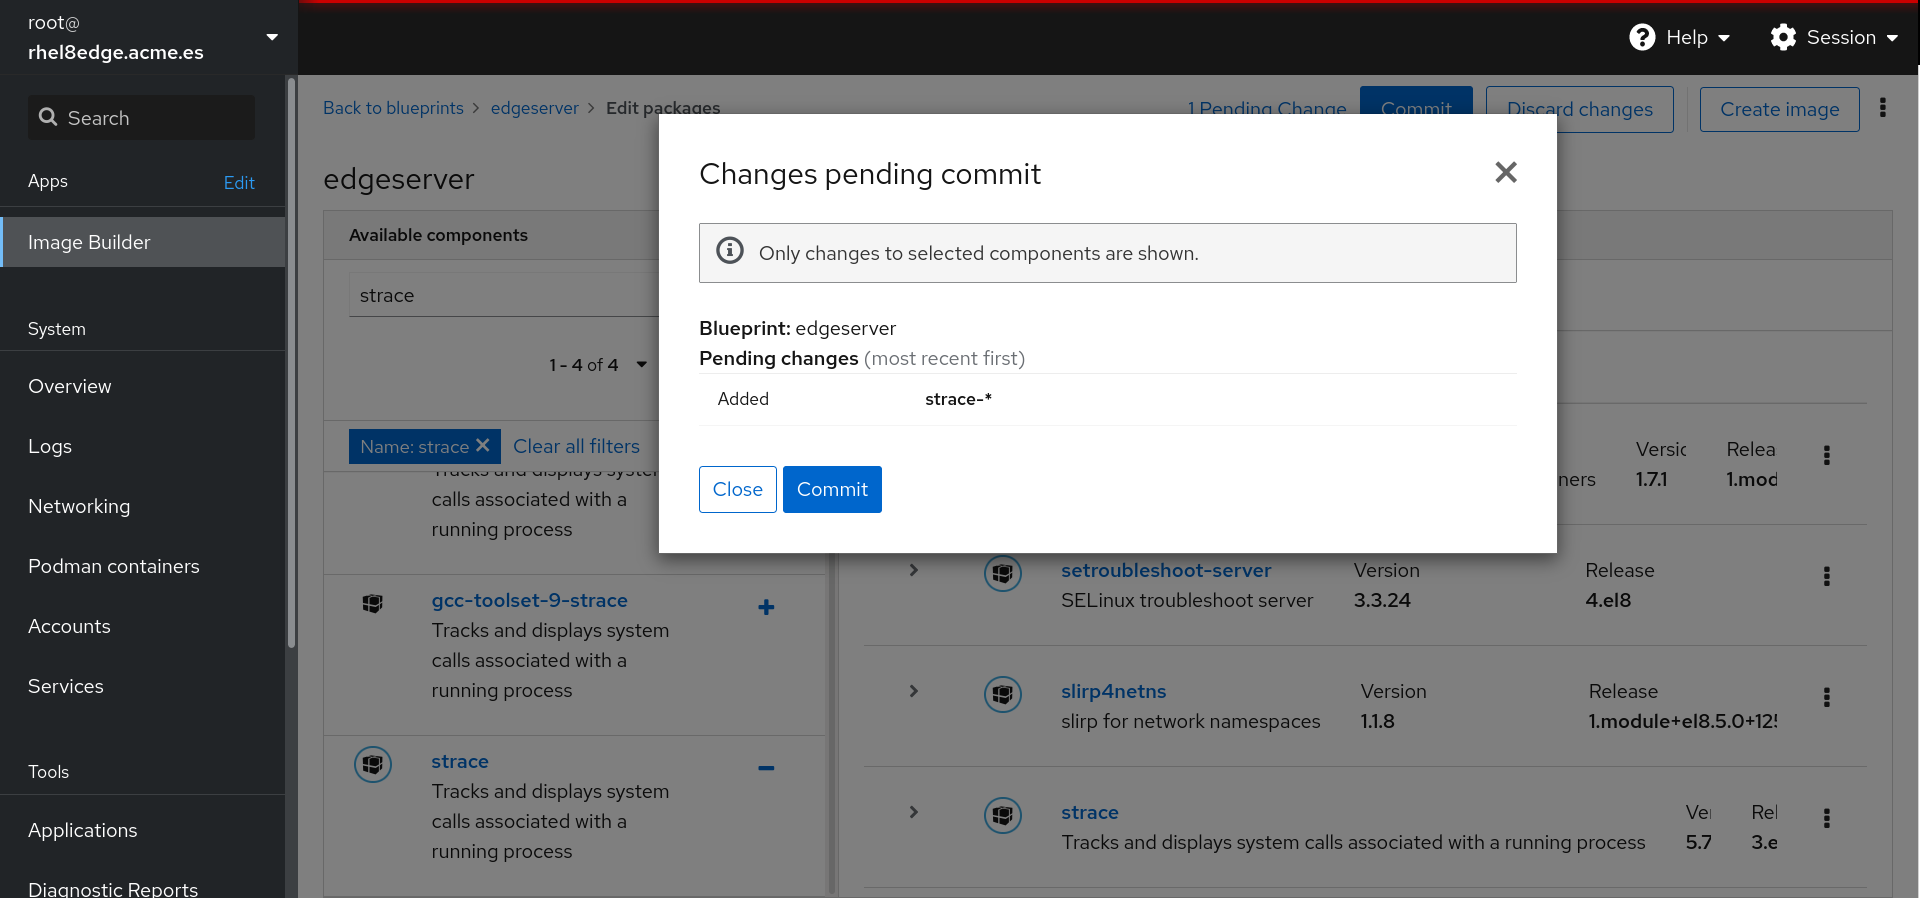 root@
rhel8edge.acme.es
Help
Session
Search
Apps
Edit
Image Builder
System
Overview
Logs
Networking
Podman containers
Accounts
Services
Tools
Applications
Diagnostic Reports
Back to blueprints > edgeserver > Edit packages
1 Pending Change
Commit
Discard changes
Create image
edgeserver
Available components
strace
1 - 4 of 4
Name: strace
Clear all filters
Tracks and displays system
calls associated with a
running process
gcc-toolset-9-strace
Tracks and displays system
calls associated with a
running process
strace
Tracks and displays system
calls associated with a
running process
Changes pending commit
Only changes to selected components are shown.
Blueprint: edgeserver
Pending changes (most recent first)
Added strace-*
Close
Commit
ners
Versic
1.7.1
Relea
1.mod
setroubleshoot-server
SELinux troubleshoot server
Version
3.3.24
Release
4.el8
slirp4netns
slirp for network namespaces
Version
1.1.8
Release
1.module+el8.5.0+125
strace
Tracks and displays system calls associated with a running process
Ver
5.7
Rel
3.e